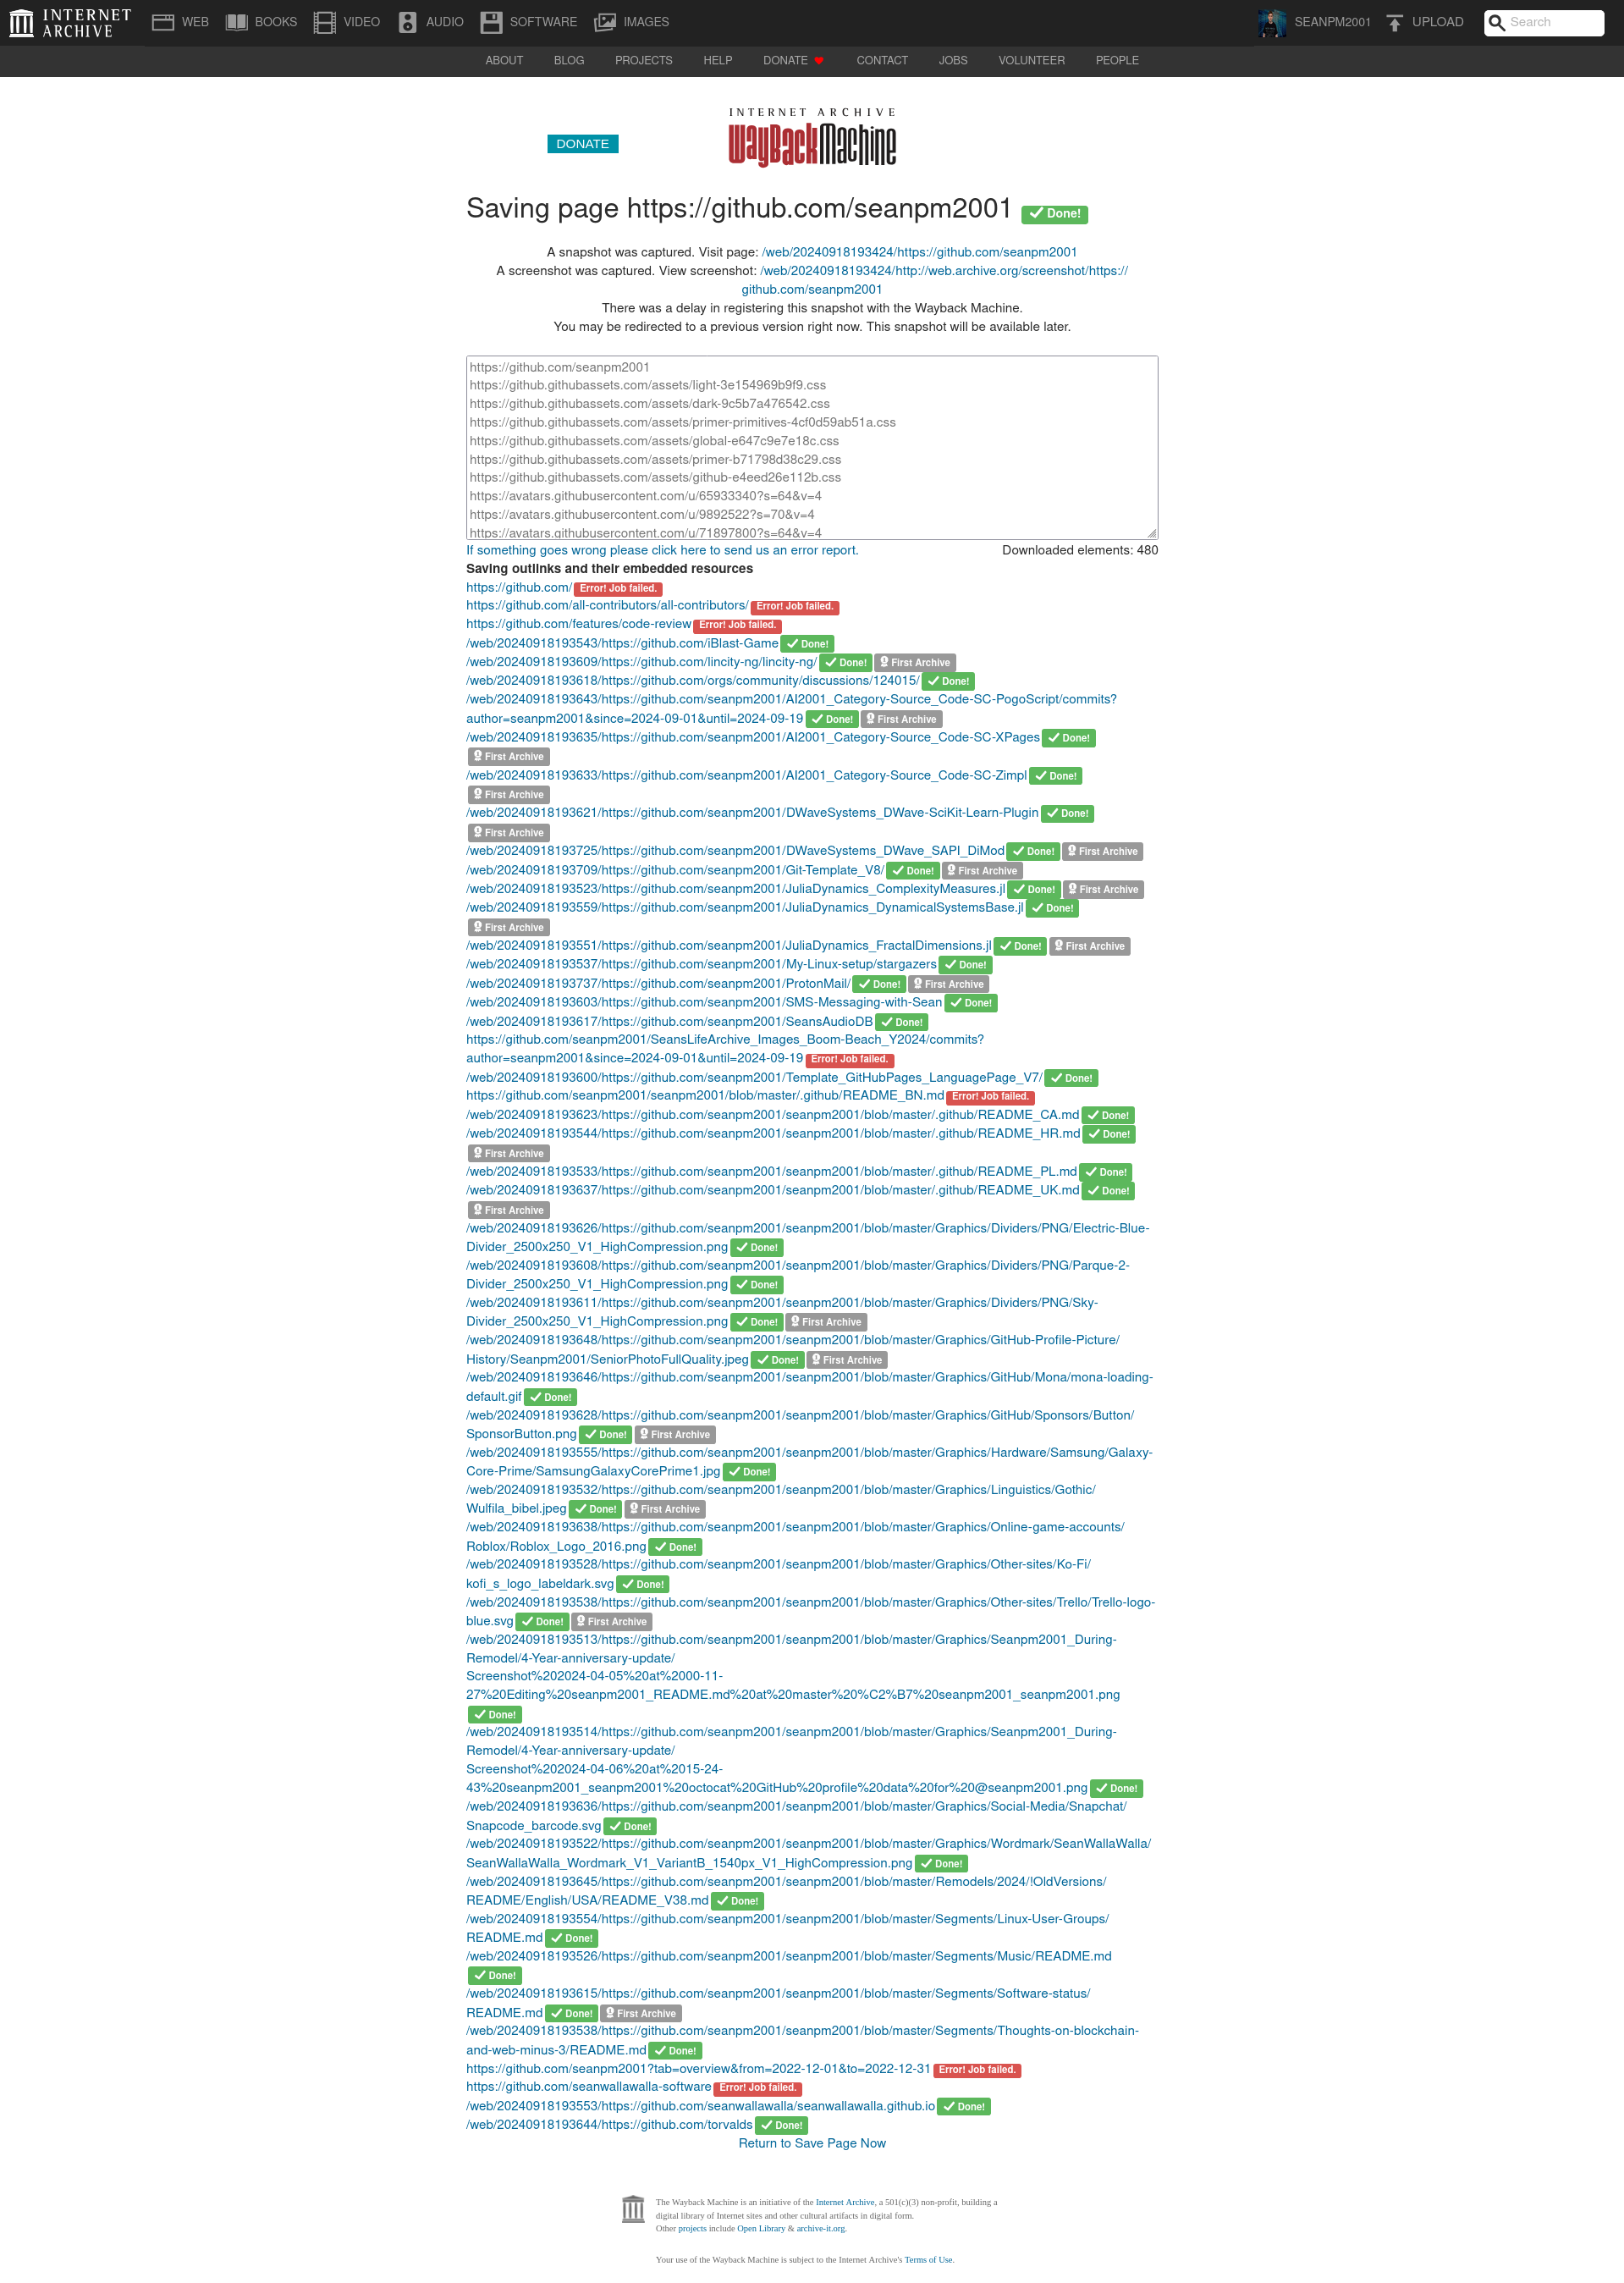 INTERNET ARCHIVE
WEB BOOKS VIDEO AUDIO SOFTWARE IMAGES SEANPM2001 UPLOAD Search
ABOUT BLOG PROJECTS HELP DONATE CONTACT JOBS VOLUNTEER PEOPLE
INTERNET ARCHIVE
WayBackMachine
DONATE
Saving page https://github.com/seanpm2001 Done!
A snapshot was captured. Visit page: /web/20240918193424/https://github.com/seanpm2001
A screenshot was captured. View screenshot: /web/20240918193424/http://web.archive.org/screenshot/https://
github.com/seanpm2001
There was a delay in registering this snapshot with the Wayback Machine.
You may be redirected to a previous version right now. This snapshot will be available later.
https://github.com/seanpm2001
https://github.githubassets.com/assets/light-3e154969b9f9.css
https://github.githubassets.com/assets/dark-9c5b7a476542.css
https://github.githubassets.com/assets/primer-primitives-4cf0d59ab51a.css
https://github.githubassets.com/assets/global-e647c9e7e18c.css
https://github.githubassets.com/assets/primer-b71798d38c29.css
https://github.githubassets.com/assets/github-e4eed26e112b.css
https://avatars.githubusercontent.com/u/65933340?s=64&v=4
https://avatars.githubusercontent.com/u/9892522?s=70&v=4
https://avatars.githubusercontent.com/u/71897800?s=64&v=4
If something goes wrong please click here to send us an error report. Downloaded elements: 480
Saving outlinks and their embedded resources
https://github.com/ Error! Job failed.
https://github.com/all-contributors/all-contributors/ Error! Job failed.
https://github.com/features/code-review Error! Job failed.
/web/20240918193543/https://github.com/iBlast-Game Done!
/web/20240918193609/https://github.com/lincity-ng/lincity-ng/ Done! First Archive
/web/20240918193618/https://github.com/orgs/community/discussions/124015/ Done!
/web/20240918193643/https://github.com/seanpm2001/AI2001_Category-Source_Code-SC-PogoScript/commits?
author=seanpm2001&since=2024-09-01&until=2024-09-19 Done! First Archive
/web/20240918193635/https://github.com/seanpm2001/AI2001_Category-Source_Code-SC-XPages Done!
First Archive
/web/20240918193633/https://github.com/seanpm2001/AI2001_Category-Source_Code-SC-Zimpl Done!
First Archive
/web/20240918193621/https://github.com/seanpm2001/DWaveSystems_DWave-SciKit-Learn-Plugin Done!
First Archive
/web/20240918193725/https://github.com/seanpm2001/DWaveSystems_DWave_SAPI_DiMod Done! First Archive
/web/20240918193709/https://github.com/seanpm2001/Git-Template_V8/ Done! First Archive
/web/20240918193523/https://github.com/seanpm2001/JuliaDynamics_ComplexityMeasures.jl Done! First Archive
/web/20240918193559/https://github.com/seanpm2001/JuliaDynamics_DynamicalSystemsBase.jl Done!
First Archive
/web/20240918193551/https://github.com/seanpm2001/JuliaDynamics_FractalDimensions.jl Done! First Archive
/web/20240918193537/https://github.com/seanpm2001/My-Linux-setup/stargazers Done!
/web/20240918193737/https://github.com/seanpm2001/ProtonMail/ Done! First Archive
/web/20240918193603/https://github.com/seanpm2001/SMS-Messaging-with-Sean Done!
/web/20240918193617/https://github.com/seanpm2001/SeansAudioDB Done!
https://github.com/seanpm2001/SeansLifeArchive_Images_Boom-Beach_Y2024/commits?
author=seanpm2001&since=2024-09-01&until=2024-09-19 Error! Job failed.
/web/20240918193600/https://github.com/seanpm2001/Template_GitHubPages_LanguagePage_V7/ Done!
https://github.com/seanpm2001/seanpm2001/blob/master/.github/README_BN.md Error! Job failed.
/web/20240918193623/https://github.com/seanpm2001/seanpm2001/blob/master/.github/README_CA.md Done!
/web/20240918193544/https://github.com/seanpm2001/seanpm2001/blob/master/.github/README_HR.md Done!
First Archive
/web/20240918193533/https://github.com/seanpm2001/seanpm2001/blob/master/.github/README_PL.md Done!
/web/20240918193637/https://github.com/seanpm2001/seanpm2001/blob/master/.github/README_UK.md Done!
First Archive
/web/20240918193626/https://github.com/seanpm2001/seanpm2001/blob/master/Graphics/Dividers/PNG/Electric-Blue-
Divider_2500x250_V1_HighCompression.png Done!
/web/20240918193608/https://github.com/seanpm2001/seanpm2001/blob/master/Graphics/Dividers/PNG/Parque-2-
Divider_2500x250_V1_HighCompression.png Done!
/web/20240918193611/https://github.com/seanpm2001/seanpm2001/blob/master/Graphics/Dividers/PNG/Sky-
Divider_2500x250_V1_HighCompression.png Done! First Archive
/web/20240918193648/https://github.com/seanpm2001/seanpm2001/blob/master/Graphics/GitHub-Profile-Picture/
History/Seanpm2001/SeniorPhotoFullQuality.jpeg Done! First Archive
/web/20240918193646/https://github.com/seanpm2001/seanpm2001/blob/master/Graphics/GitHub/Mona/mona-loading-
default.gif Done!
/web/20240918193628/https://github.com/seanpm2001/seanpm2001/blob/master/Graphics/GitHub/Sponsors/Button/
SponsorButton.png Done! First Archive
/web/20240918193555/https://github.com/seanpm2001/seanpm2001/blob/master/Graphics/Hardware/Samsung/Galaxy-
Core-Prime/SamsungGalaxyCorePrime1.jpg Done!
/web/20240918193532/https://github.com/seanpm2001/seanpm2001/blob/master/Graphics/Linguistics/Gothic/
Wulfila_bibel.jpeg Done! First Archive
/web/20240918193638/https://github.com/seanpm2001/seanpm2001/blob/master/Graphics/Online-game-accounts/
Roblox/Roblox_Logo_2016.png Done!
/web/20240918193528/https://github.com/seanpm2001/seanpm2001/blob/master/Graphics/Other-sites/Ko-Fi/
kofi_s_logo_labeldark.svg Done!
/web/20240918193538/https://github.com/seanpm2001/seanpm2001/blob/master/Graphics/Other-sites/Trello/Trello-logo-
blue.svg Done! First Archive
/web/20240918193513/https://github.com/seanpm2001/seanpm2001/blob/master/Graphics/Seanpm2001_During-
Remodel/4-Year-anniversary-update/
Screenshot%202024-04-05%20at%2000-11-
27%20Editing%20seanpm2001_README.md%20at%20master%20%C2%B7%20seanpm2001_seanpm2001.png
Done!
/web/20240918193514/https://github.com/seanpm2001/seanpm2001/blob/master/Graphics/Seanpm2001_During-
Remodel/4-Year-anniversary-update/
Screenshot%202024-04-06%20at%2015-24-
43%20seanpm2001_seanpm2001%20octocat%20GitHub%20profile%20data%20for%20@seanpm2001.png Done!
/web/20240918193636/https://github.com/seanpm2001/seanpm2001/blob/master/Graphics/Social-Media/Snapchat/
Snapcode_barcode.svg Done!
/web/20240918193522/https://github.com/seanpm2001/seanpm2001/blob/master/Graphics/Wordmark/SeanWallaWalla/
SeanWallaWalla_Wordmark_V1_VariantB_1540px_V1_HighCompression.png Done!
/web/20240918193645/https://github.com/seanpm2001/seanpm2001/blob/master/Remodels/2024/!OldVersions/
README/English/USA/README_V38.md Done!
/web/20240918193554/https://github.com/seanpm2001/seanpm2001/blob/master/Segments/Linux-User-Groups/
README.md Done!
/web/20240918193526/https://github.com/seanpm2001/seanpm2001/blob/master/Segments/Music/README.md
Done!
/web/20240918193615/https://github.com/seanpm2001/seanpm2001/blob/master/Segments/Software-status/
README.md Done! First Archive
/web/20240918193538/https://github.com/seanpm2001/seanpm2001/blob/master/Segments/Thoughts-on-blockchain-
and-web-minus-3/README.md Done!
https://github.com/seanpm2001?tab=overview&from=2022-12-01&to=2022-12-31 Error! Job failed.
https://github.com/seanwallawalla-software Error! Job failed.
/web/20240918193553/https://github.com/seanwallawalla/seanwallawalla.github.io Done!
/web/20240918193644/https://github.com/torvalds Done!
Return to Save Page Now
The Wayback Machine is an initiative of the Internet Archive, a 501(c)(3) non-profit, building a
digital library of Internet sites and other cultural artifacts in digital form.
Other projects include Open Library & archive-it.org.
Your use of the Wayback Machine is subject to the Internet Archive's Terms of Use.